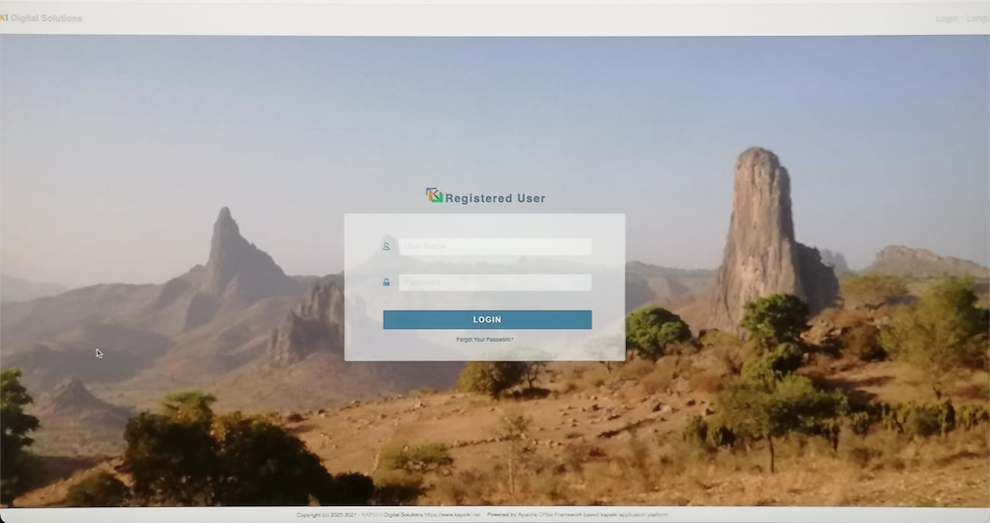 KI Digital Solutions
Login Langu
Registered User
User Name
Password
LOGIN
Forgot Your Password?
Copyright (c) 2020-2021 - KAPSIKI Digital Solutions https://www.kapsiki.net Powered by Apache OFBiz Framework based kapsiki application platform